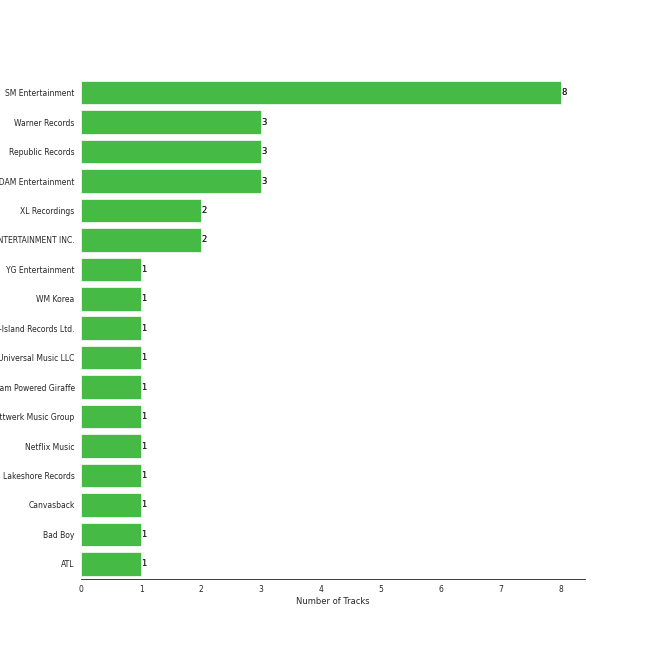 SM Entertainment 8
Warner Records 3
Republic Records 3
DAM Entertainment 3
XL Recordings 2
NTERTAINMENT INC. 2
YG Entertainment 1
WM Korea 1
-Island Records Ltd. 1
Universal Music LLC 1
am Powered Giraffe 1
ttwerk Music Group 1
Netflix Music 1
Lakeshore Records 1
Canvasback 1
Bad Boy 1
ATL 1
0 1 2 3 4 5 6 7 8
Number of Tracks